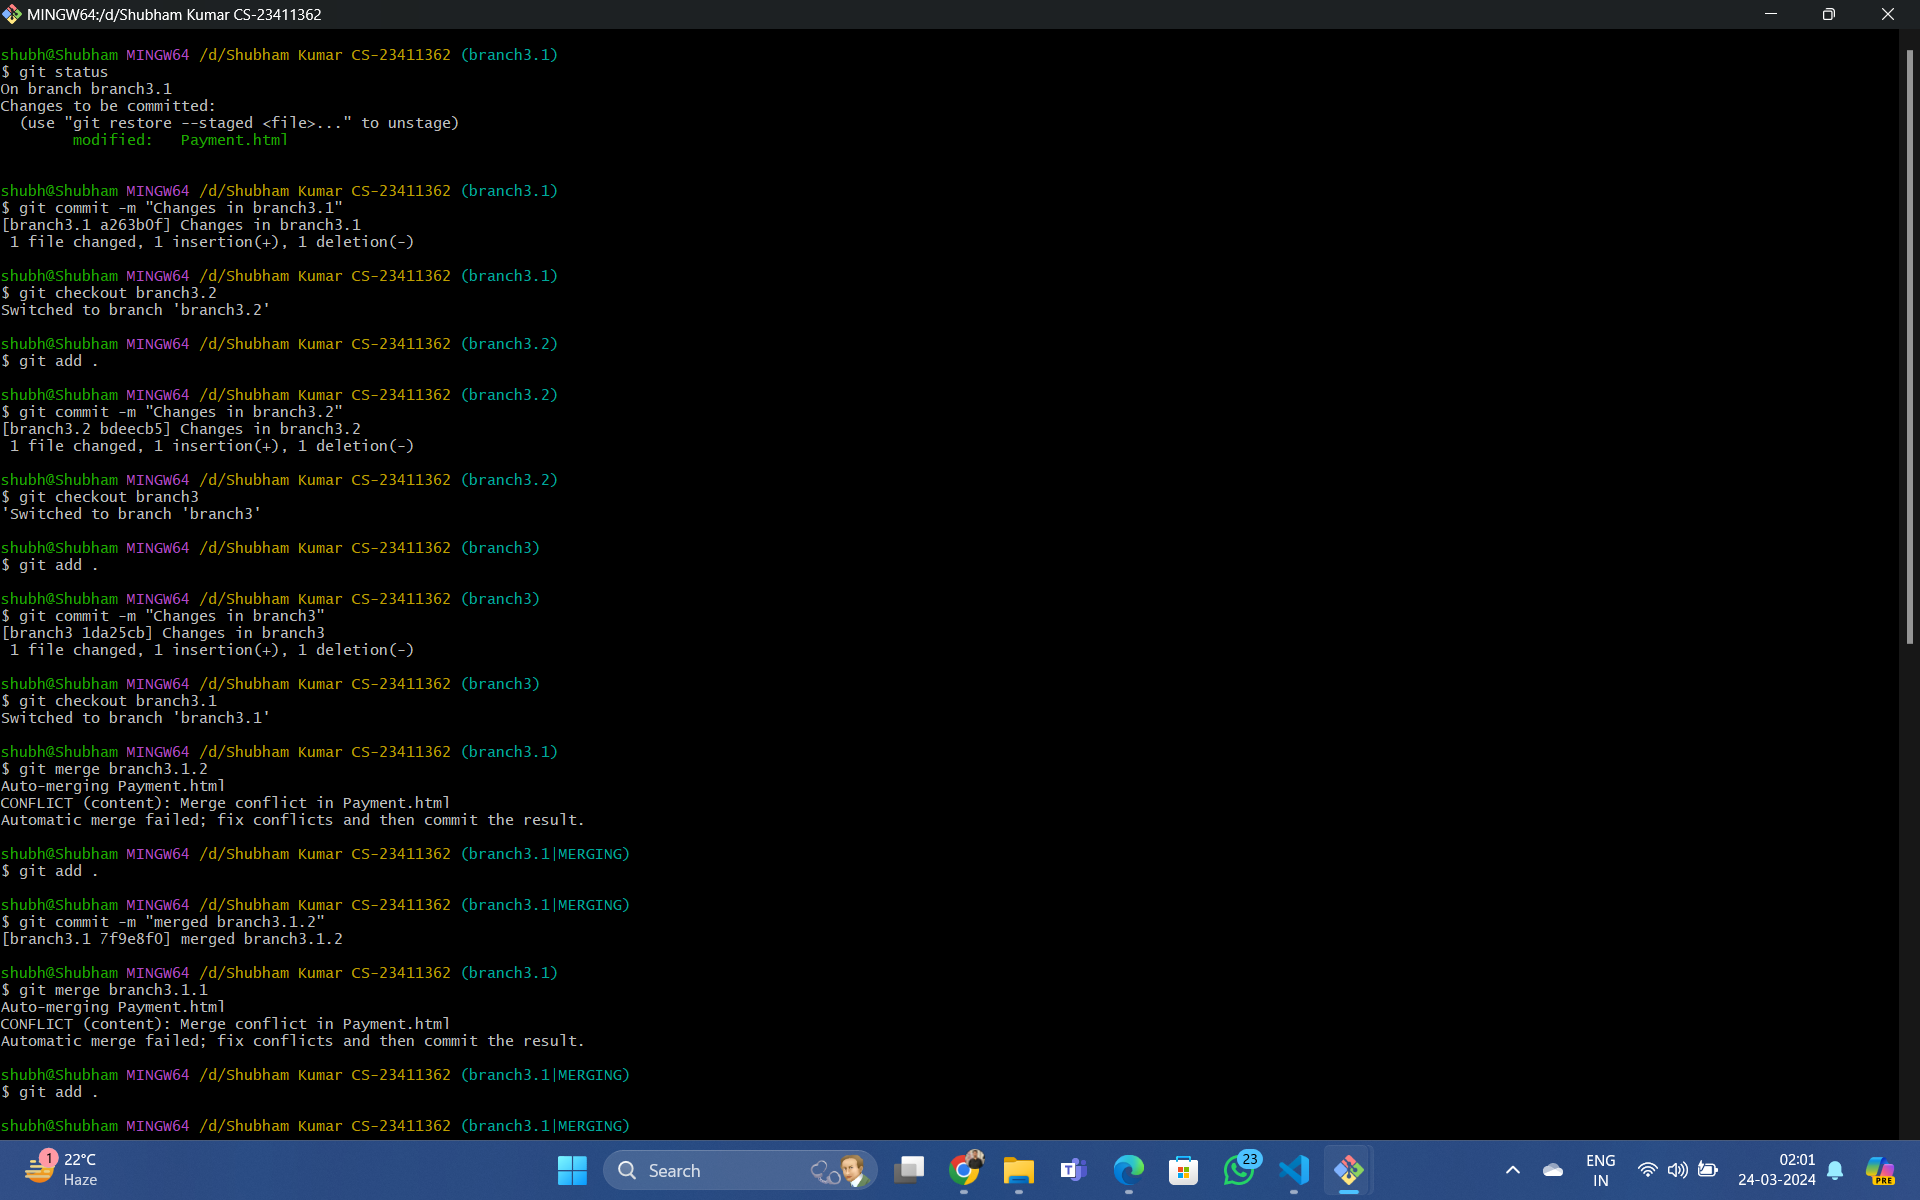 MINGW64:/d/Shubham Kumar CS-23411362
shubh@Shubham MINGW64 /d/Shubham Kumar CS-23411362 (branch3.1)
$ git status
On branch branch3.1
Changes to be committed:
  (use "git restore --staged <file>..." to unstage)
        modified:   Payment.html
shubh@Shubham MINGW64 /d/Shubham Kumar CS-23411362 (branch3.1)
$ git commit -m "Changes in branch3.1"
[branch3.1 a263b0f] Changes in branch3.1
 1 file changed, 1 insertion(+), 1 deletion(-)
shubh@Shubham MINGW64 /d/Shubham Kumar CS-23411362 (branch3.1)
$ git checkout branch3.2
Switched to branch 'branch3.2'
shubh@Shubham MINGW64 /d/Shubham Kumar CS-23411362 (branch3.2)
$ git add .
shubh@Shubham MINGW64 /d/Shubham Kumar CS-23411362 (branch3.2)
$ git commit -m "Changes in branch3.2"
[branch3.2 bdeecb5] Changes in branch3.2
 1 file changed, 1 insertion(+), 1 deletion(-)
shubh@Shubham MINGW64 /d/Shubham Kumar CS-23411362 (branch3.2)
$ git checkout branch3
'Switched to branch 'branch3'
shubh@Shubham MINGW64 /d/Shubham Kumar CS-23411362 (branch3)
$ git add .
shubh@Shubham MINGW64 /d/Shubham Kumar CS-23411362 (branch3)
$ git commit -m "Changes in branch3"
[branch3 1da25cb] Changes in branch3
 1 file changed, 1 insertion(+), 1 deletion(-)
shubh@Shubham MINGW64 /d/Shubham Kumar CS-23411362 (branch3)
$ git checkout branch3.1
Switched to branch 'branch3.1'
shubh@Shubham MINGW64 /d/Shubham Kumar CS-23411362 (branch3.1)
$ git merge branch3.1.2
Auto-merging Payment.html
CONFLICT (content): Merge conflict in Payment.html
Automatic merge failed; fix conflicts and then commit the result.
shubh@Shubham MINGW64 /d/Shubham Kumar CS-23411362 (branch3.1|MERGING)
$ git add .
shubh@Shubham MINGW64 /d/Shubham Kumar CS-23411362 (branch3.1|MERGING)
$ git commit -m "merged branch3.1.2"
[branch3.1 7f9e8f0] merged branch3.1.2
shubh@Shubham MINGW64 /d/Shubham Kumar CS-23411362 (branch3.1)
$ git merge branch3.1.1
Auto-merging Payment.html
CONFLICT (content): Merge conflict in Payment.html
Automatic merge failed; fix conflicts and then commit the result.
shubh@Shubham MINGW64 /d/Shubham Kumar CS-23411362 (branch3.1|MERGING)
$ git add .
shubh@Shubham MINGW64 /d/Shubham Kumar CS-23411362 (branch3.1|MERGING)
1
22°C
Haze
Search
23
ENG
IN
02:01
24-03-2024
PRE